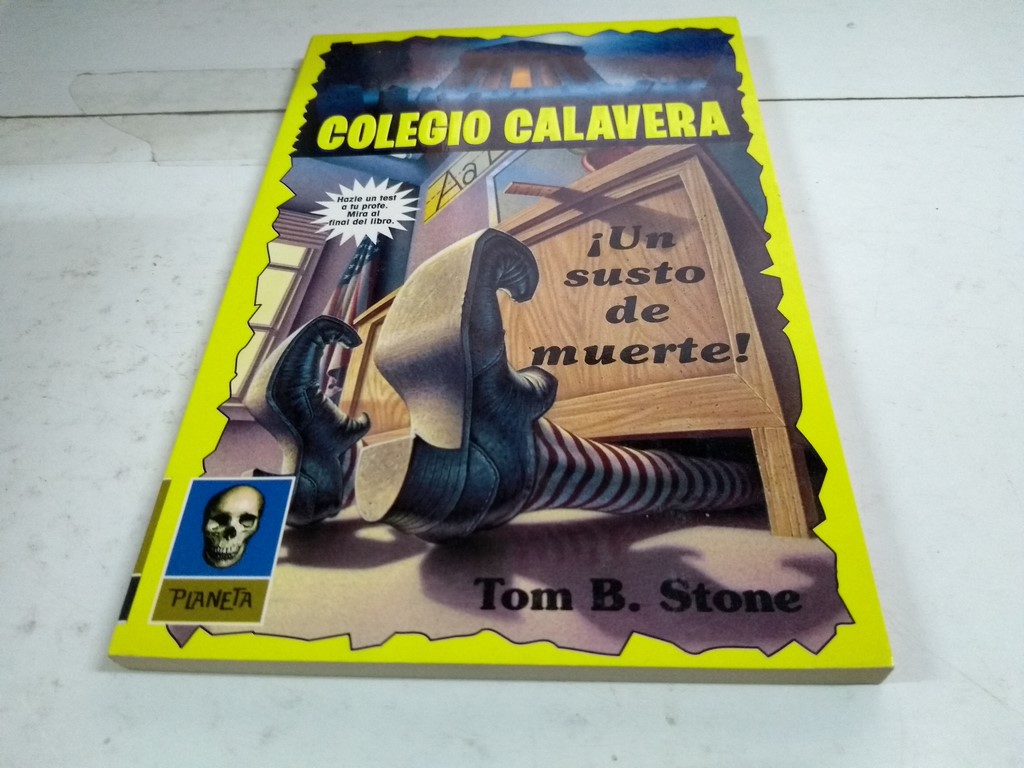 COLEGIO CALAVERA
Aa
Hazle un test
a tu profe.
Mira al
final del libro.
¡Un
susto
de
muerte!
PLANETA
Tom B. Stone